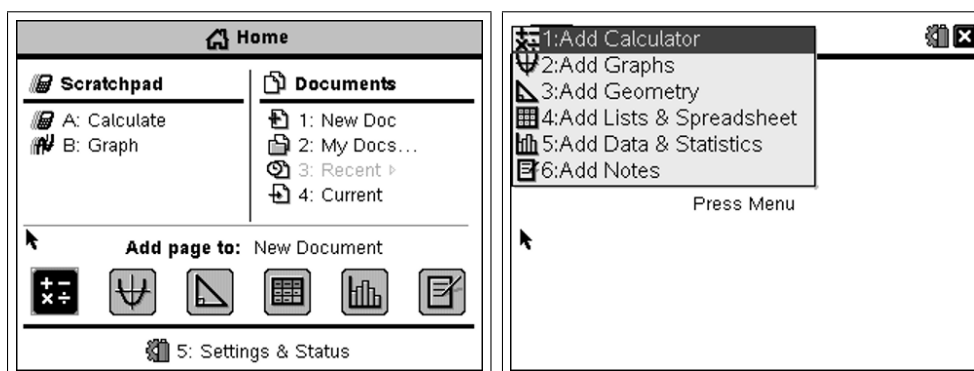 Home
Scratchpad
A: Calculate
B: Graph
Documents
1: New Doc
2: My Docs...
3: Recent ▹
4: Current
Add page to: New Document
5: Settings & Status
1:Add Calculator
2:Add Graphs
3:Add Geometry
4:Add Lists & Spreadsheet
5:Add Data & Statistics
6:Add Notes
Press Menu